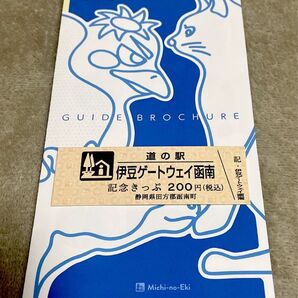 GUIDE BROCHURE
道の駅
伊豆ゲートウェイ函南
記念きっぷ 200円(税込)
静岡県田方郡函南町
Michi-no-Eki